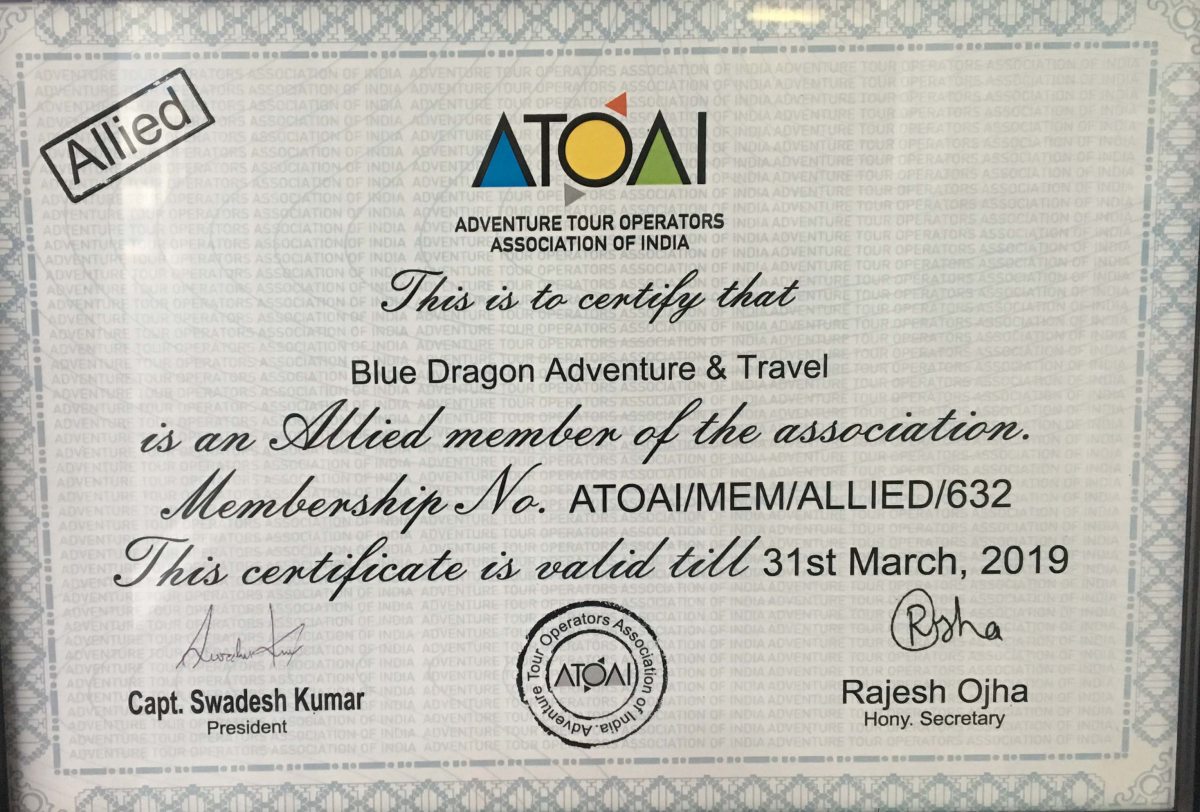 Allied
ATOAI
ADVENTURE TOUR OPERATORS
ASSOCIATION OF INDIA
This is to certify that
Blue Dragon Adventure & Travel
is an Allied member of the association.
Membership No. ATOAI/MEM/ALLIED/632
This certificate is valid till 31st March, 2019
Adventure Tour Operators Association of India.
ATOAI
Capt. Swadesh Kumar
President
Rajesh Ojha
Hony. Secretary